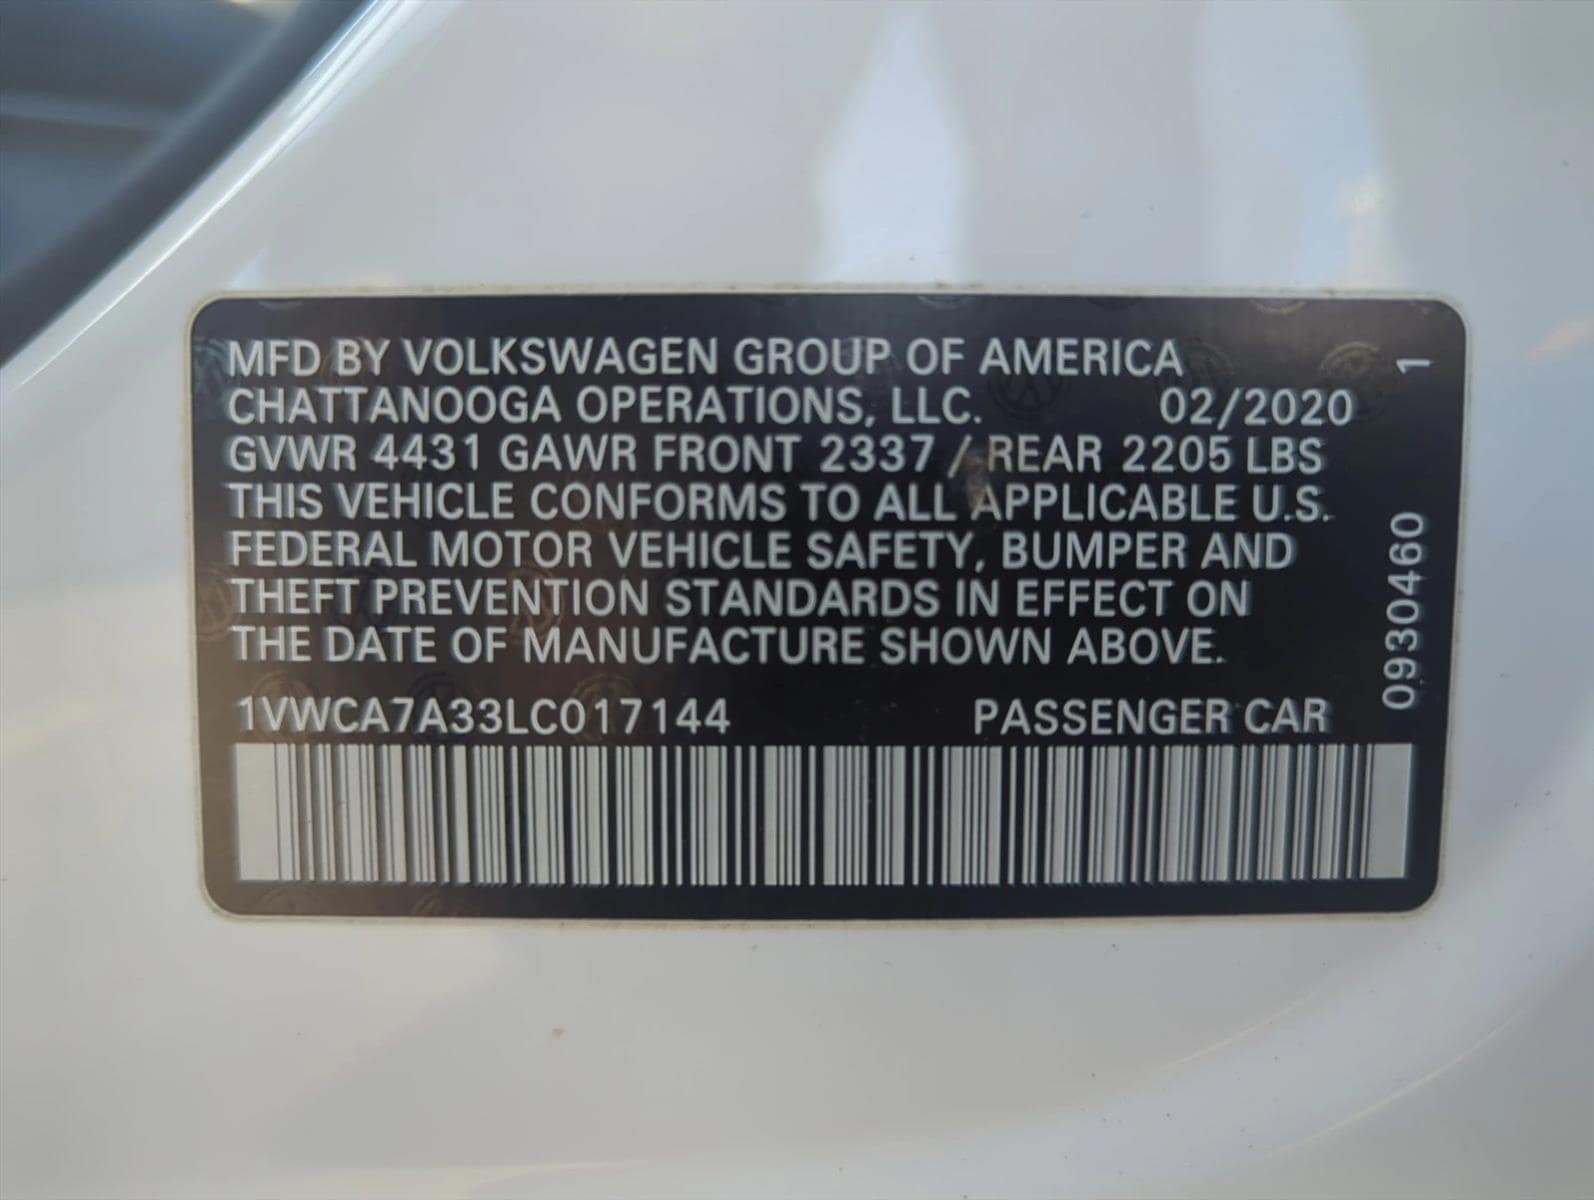 MFD BY VOLKSWAGEN GROUP OF AMERICA
CHATTANOOGA OPERATIONS, LLC. 02/2020
GVWR 4431 GAWR FRONT 2337 / REAR 2205 LBS
THIS VEHICLE CONFORMS TO ALL APPLICABLE U.S.
FEDERAL MOTOR VEHICLE SAFETY, BUMPER AND
THEFT PREVENTION STANDARDS IN EFFECT ON
THE DATE OF MANUFACTURE SHOWN ABOVE.
1VWCA7A33LC017144 PASSENGER CAR
0930460 1